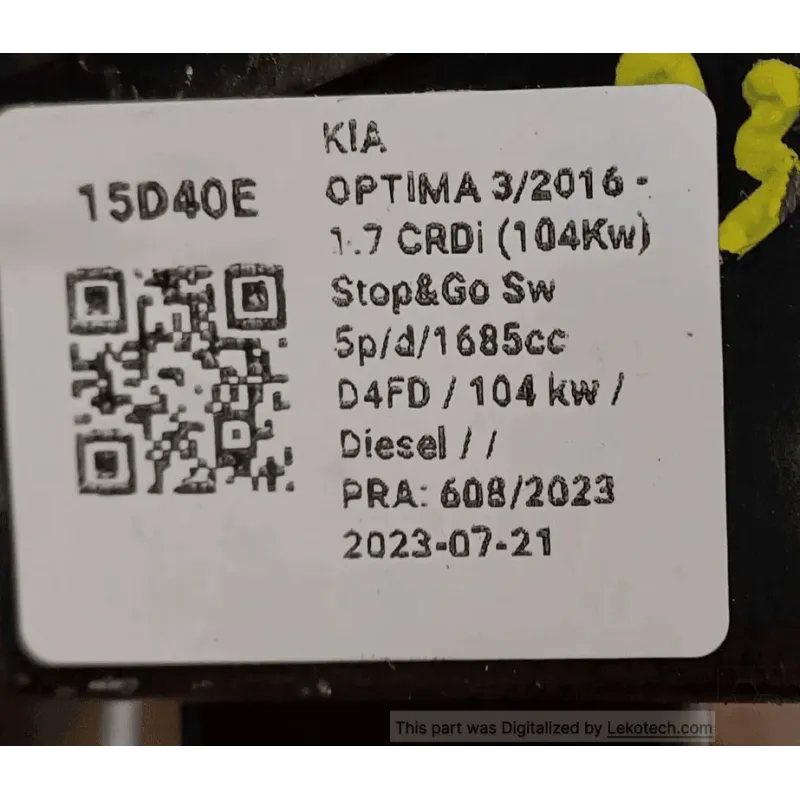 15D40E
KIA
OPTIMA 3/2016 -
1.7 CRDi (104Kw)
Stop&Go Sw
5p/d/1685cc
D4FD / 104 kw /
Diesel / /
PRA: 608/2023
2023-07-21
This part was Digitalized by Lekotech.com